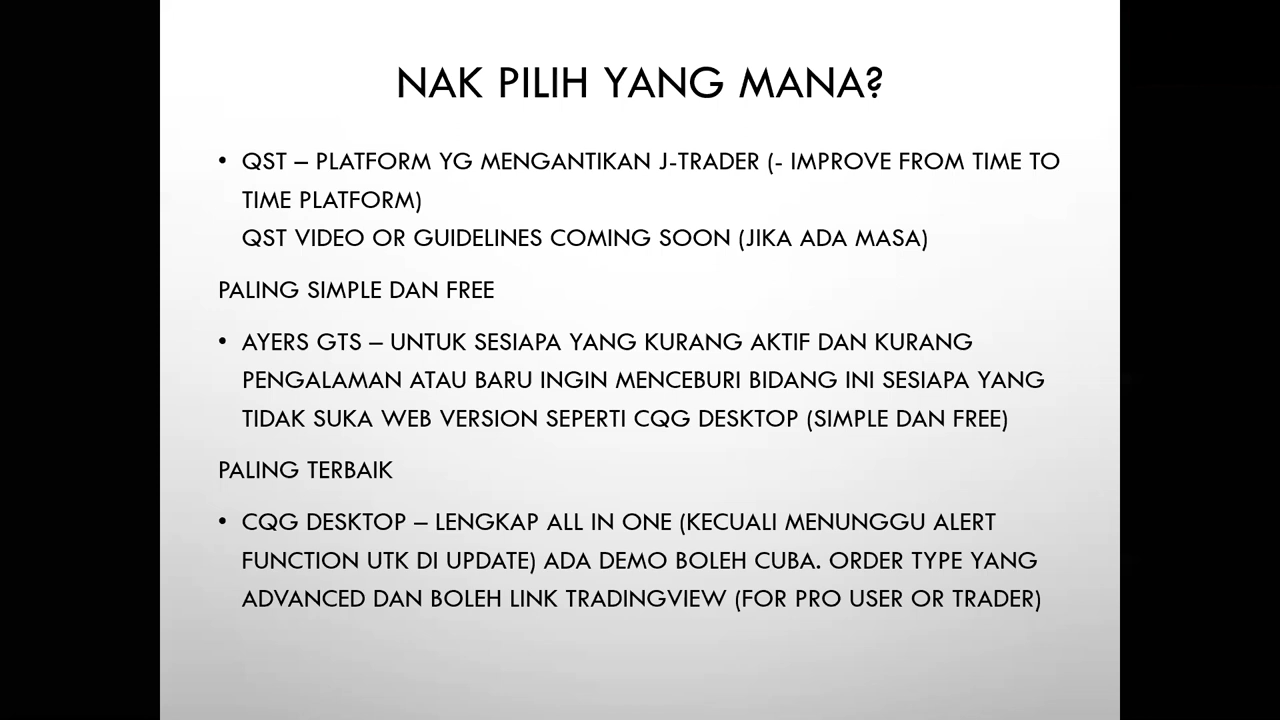 NAK PILIH YANG MANA?
• QST – PLATFORM YG MENGANTIKAN J-TRADER (- IMPROVE FROM TIME TO
TIME PLATFORM)
QST VIDEO OR GUIDELINES COMING SOON (JIKA ADA MASA)
PALING SIMPLE DAN FREE
• AYERS GTS – UNTUK SESIAPA YANG KURANG AKTIF DAN KURANG
PENGALAMAN ATAU BARU INGIN MENCEBURI BIDANG INI SESIAPA YANG
TIDAK SUKA WEB VERSION SEPERTI CQG DESKTOP (SIMPLE DAN FREE)
PALING TERBAIK
• CQG DESKTOP – LENGKAP ALL IN ONE (KECUALI MENUNGGU ALERT
FUNCTION UTK DI UPDATE) ADA DEMO BOLEH CUBA. ORDER TYPE YANG
ADVANCED DAN BOLEH LINK TRADINGVIEW (FOR PRO USER OR TRADER)